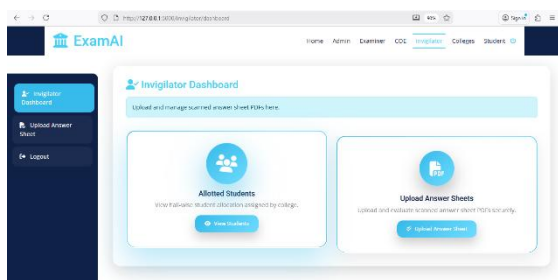 http://127.0.0.1:5000/invigilator/dashboard
90%
Sign in
ExamAI
Home Admin Examiner COE Invigilator Colleges Student
Invigilator
Dashboard
Upload Answer
Sheet
Logout
Invigilator Dashboard
Upload and manage scanned answer sheet PDFs here.
Allotted Students
View hall-wise student allocation assigned by college.
View Students
PDF
Upload Answer Sheets
Upload and evaluate scanned answer sheet PDFs securely.
Upload Answer Sheet